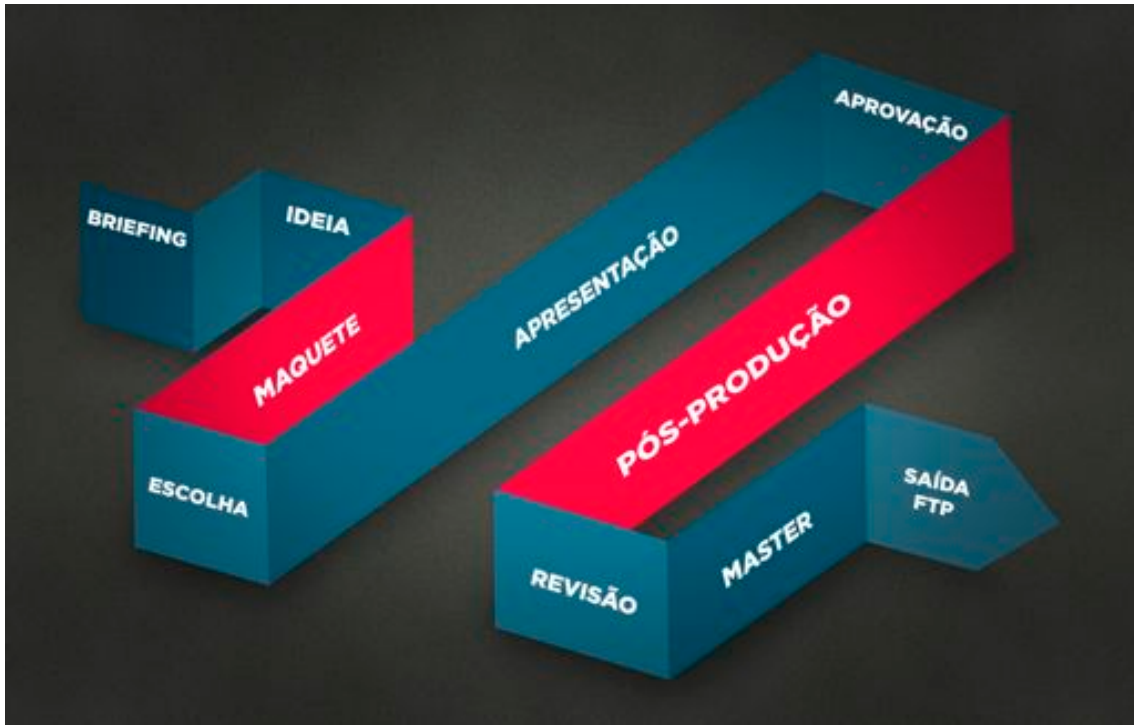 BRIEFING
IDEIA
MAQUETE
ESCOLHA
APRESENTAÇÃO
APROVAÇÃO
PÓS-PRODUÇÃO
REVISÃO
MASTER
SAÍDA
FTP